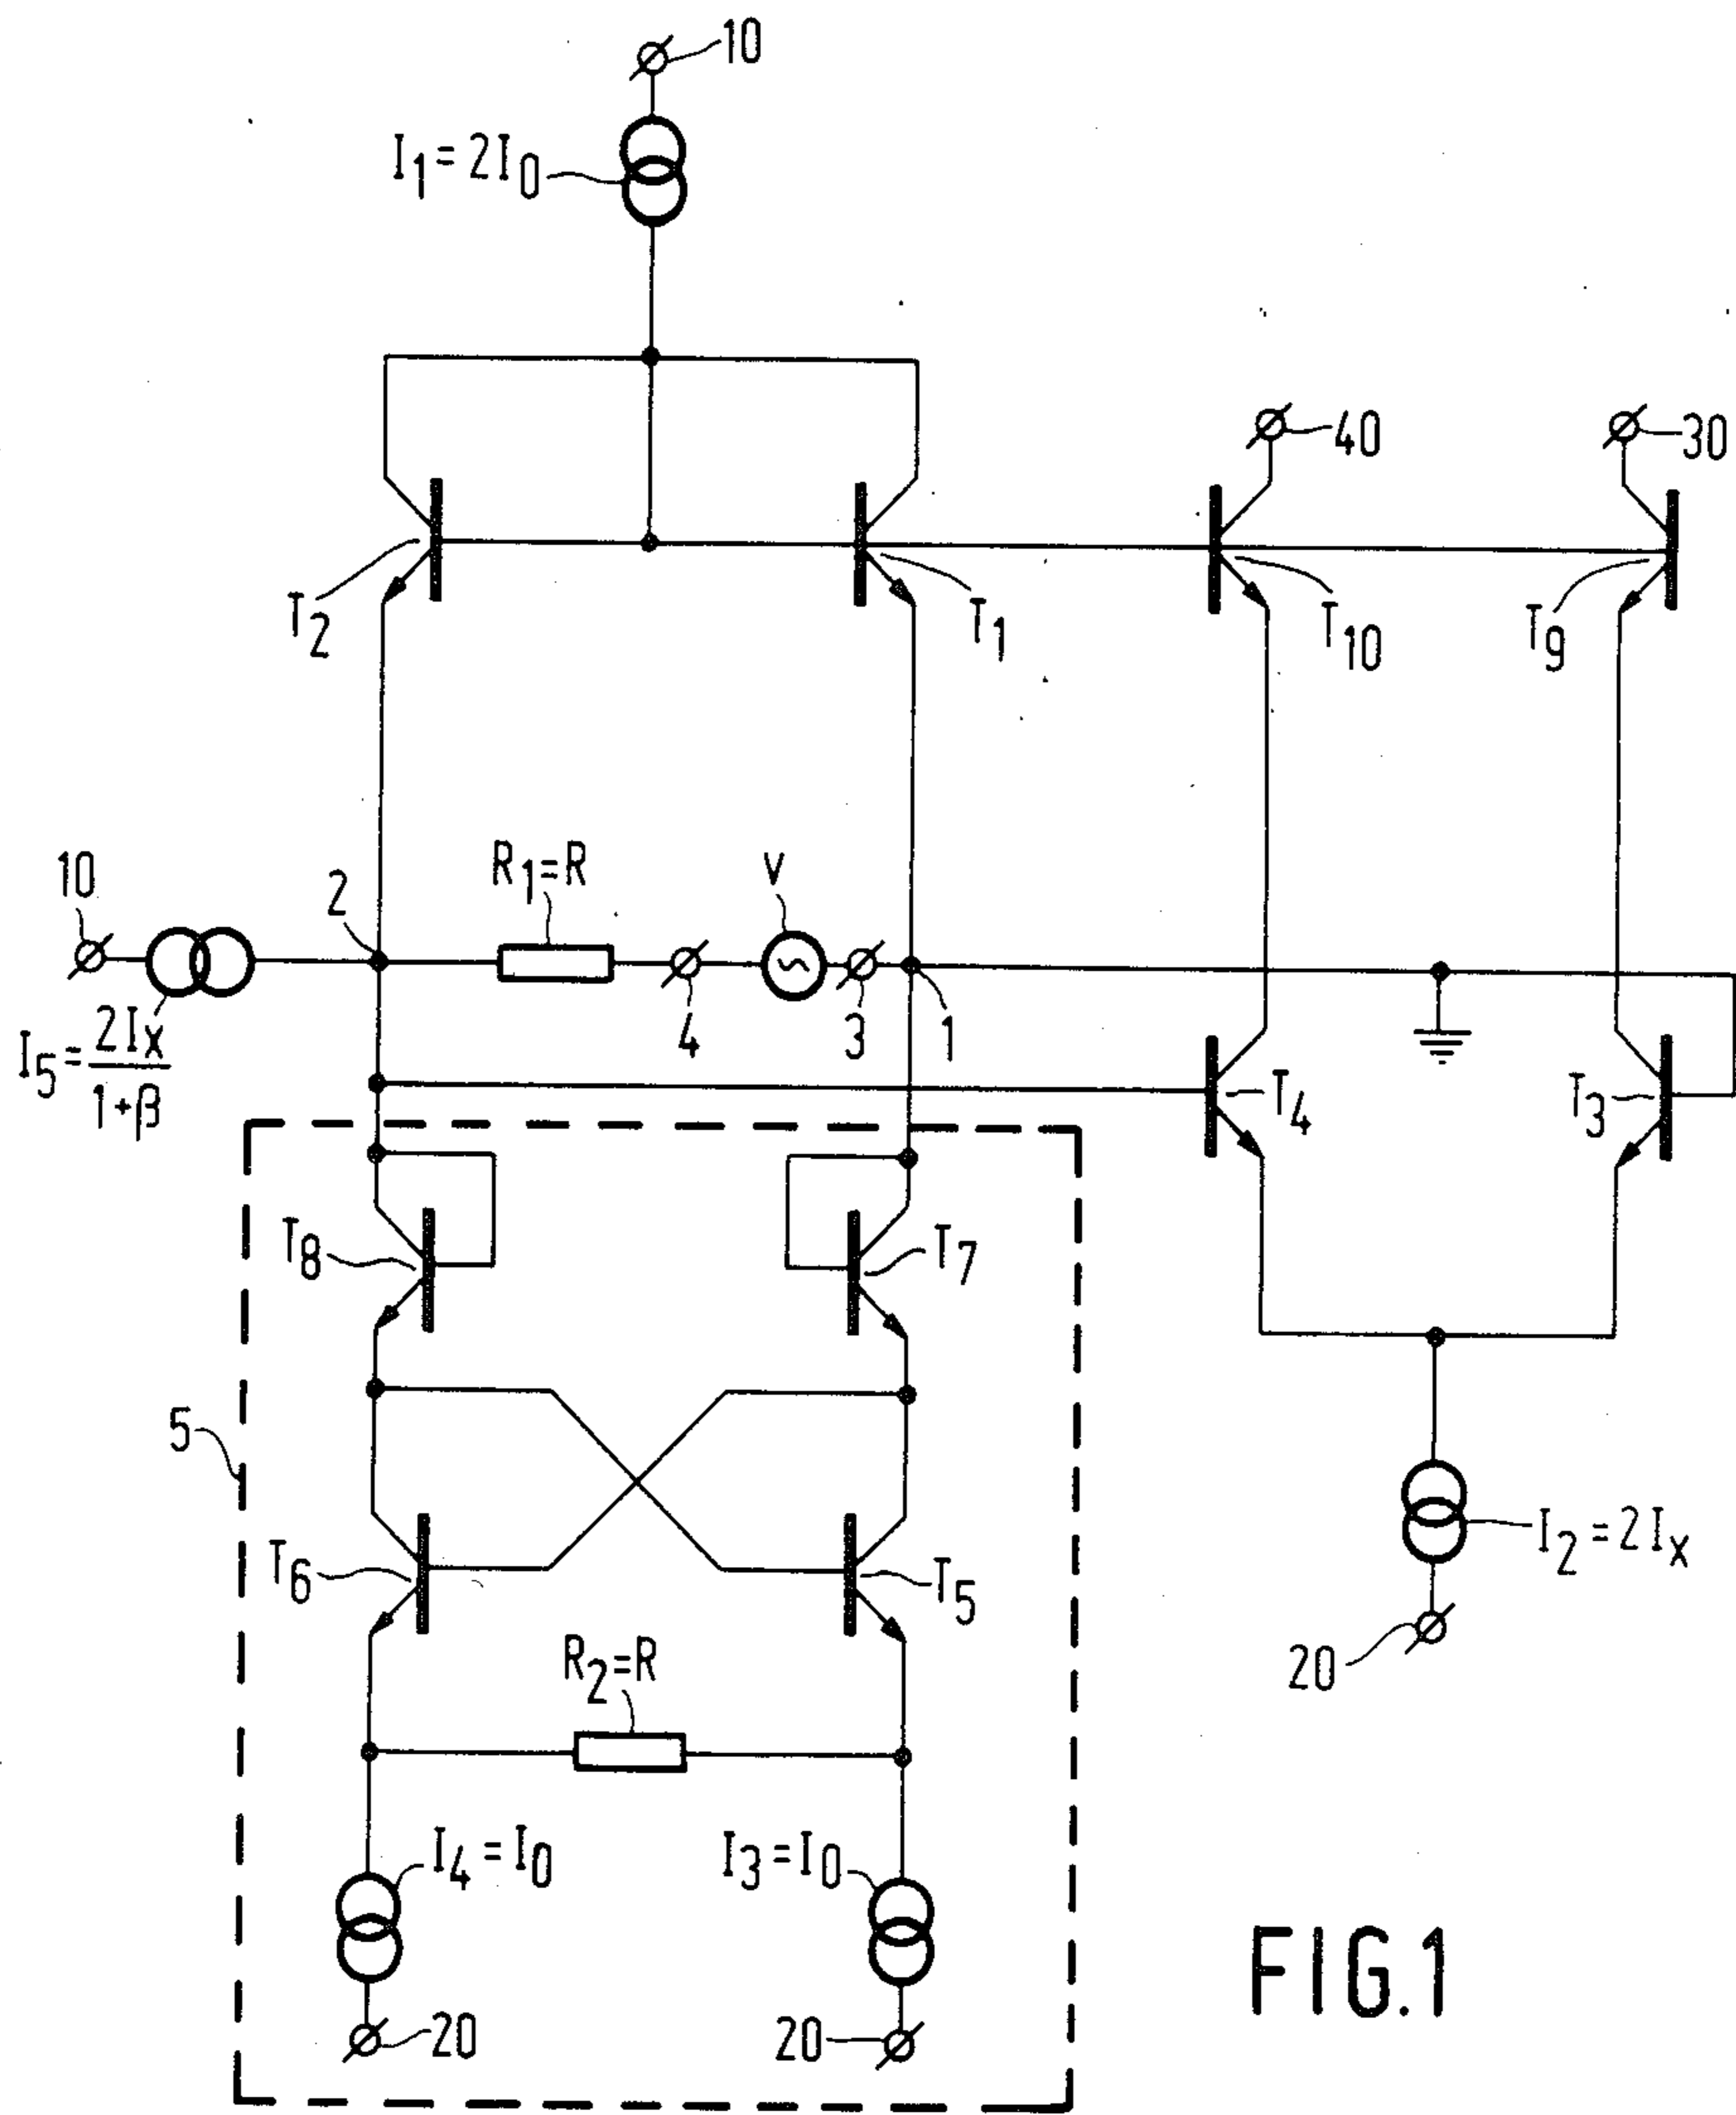 10
I1=2I0
40
30
T2
T1
T10
T9
10
2
R1=R
V
4
3
1
I5=2Ix/1+β
T4
T3
T8
T7
5
T6
T5
R2=R
I2=2Ix
20
I4=I0
I3=I0
20
20
FIG.1